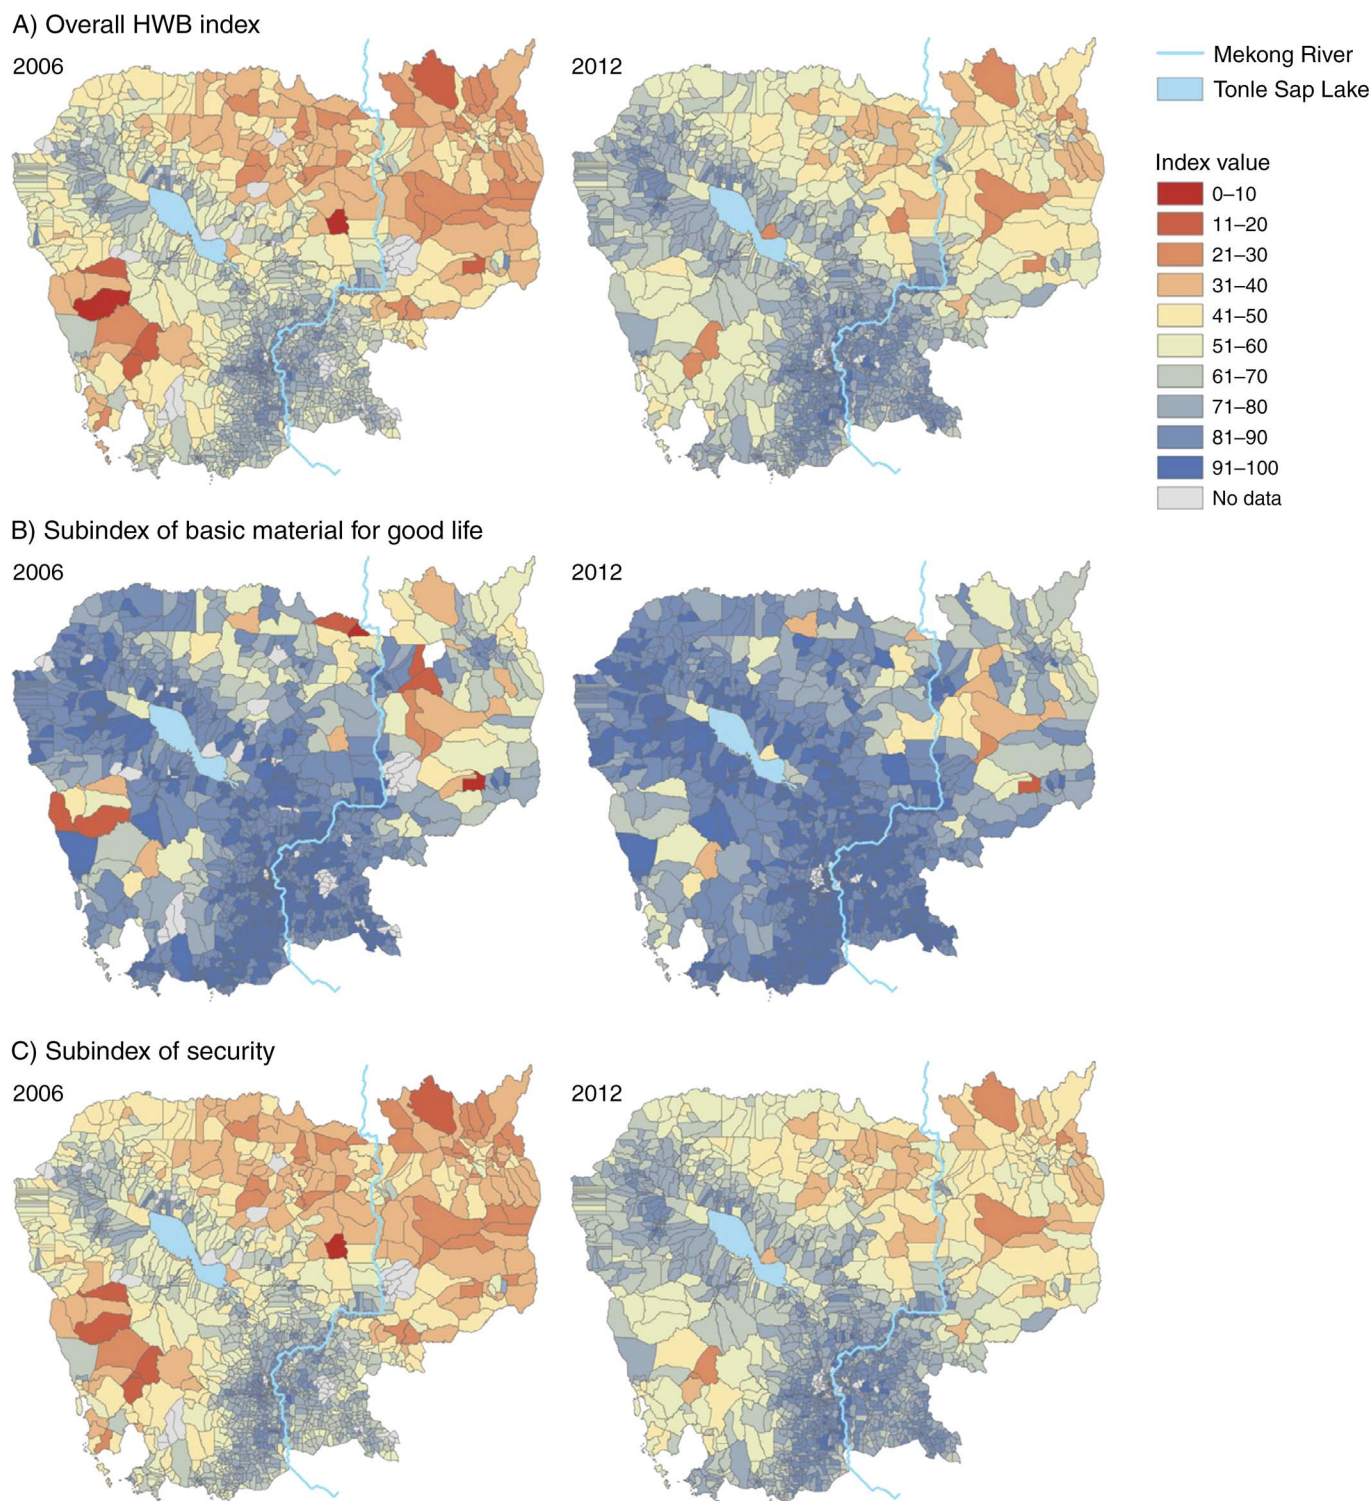 A) Overall HWB index
2006
2012
Mekong River
Tonle Sap Lake
Index value
0–10
11–20
21–30
31–40
41–50
51–60
61–70
71–80
81–90
91–100
No data
B) Subindex of basic material for good life
2006
2012
C) Subindex of security
2006
2012